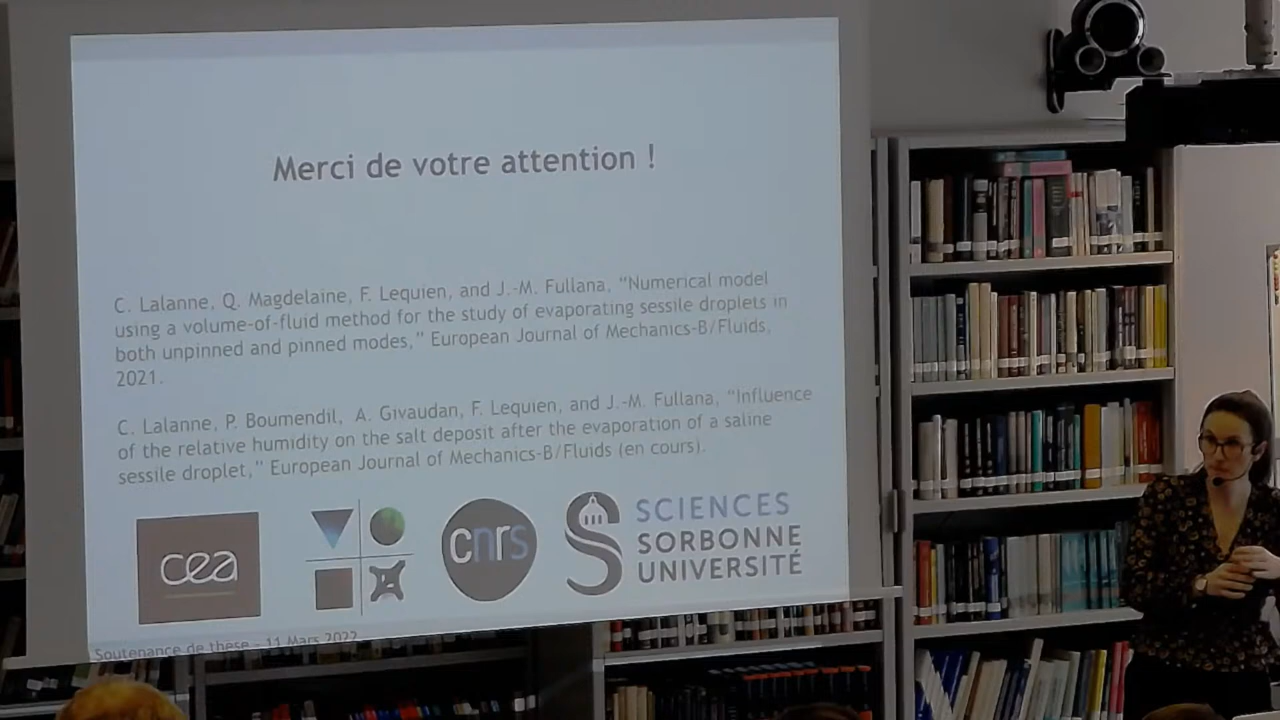 Merci de votre attention !
C. Lalanne, Q. Magdelaine, F. Lequien, and J.-M. Fullana, “Numerical model
using a volume-of-fluid method for the study of evaporating sessile droplets in
both unpinned and pinned modes,” European Journal of Mechanics-B/Fluids,
2021.
C. Lalanne, P. Boumendil, A. Givaudan, F. Lequien, and J.-M. Fullana, “Influence
of the relative humidity on the salt deposit after the evaporation of a saline
sessile droplet,” European Journal of Mechanics-B/Fluids (en cours).
cea
cnrs
SCIENCES
SORBONNE
UNIVERSITÉ
Soutenance de thèse - 11 Mars 2022